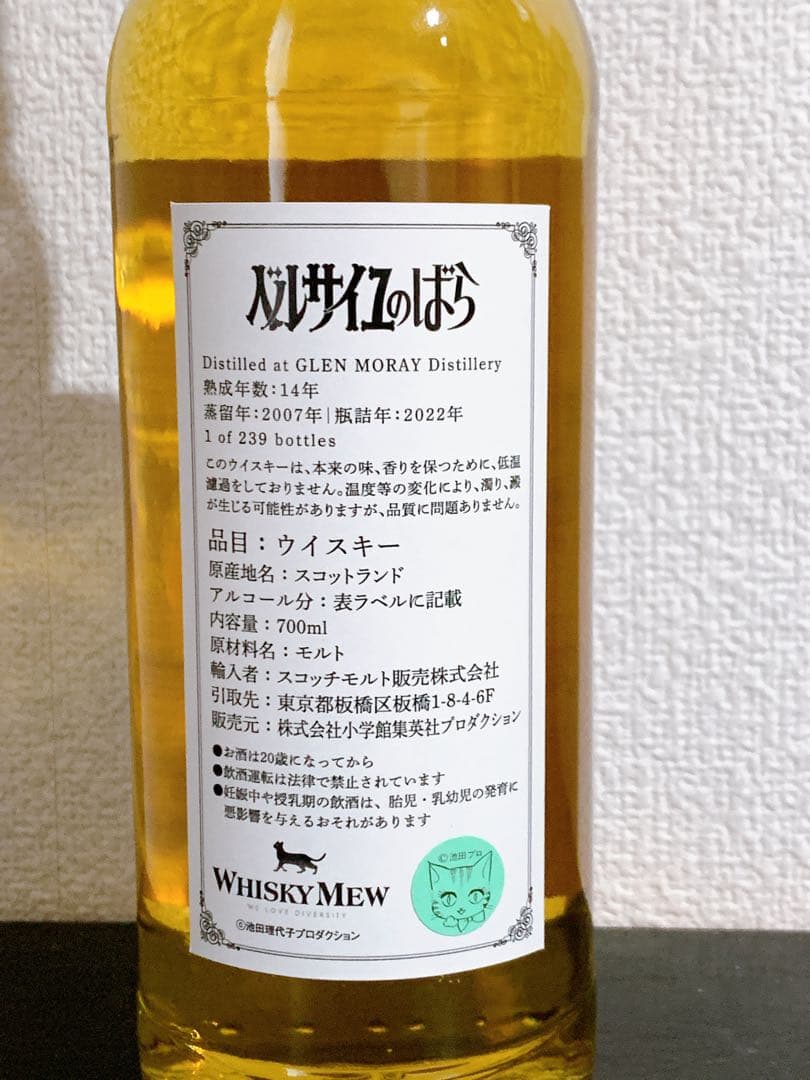 ベルサイユのばら
Distilled at GLEN MORAY Distillery
熟成年数：14年
蒸留年：2007年｜瓶詰年：2022年
1 of 239 bottles
このウイスキーは、本来の味、香りを保つために、低温
濾過をしておりません。温度等の変化により、濁り、澱
が生じる可能性がありますが、品質に問題ありません。
品目：ウイスキー
原産地名：スコットランド
アルコール分：表ラベルに記載
内容量：700ml
原材料名：モルト
輸入者：スコッチモルト販売株式会社
引取先：東京都板橋区板橋1-8-4-6F
販売元：株式会社小学館集英社プロダクション
●お酒は20歳になってから
●飲酒運転は法律で禁止されています
●妊娠中や授乳期の飲酒は、胎児・乳幼児の発育に
悪影響を与えるおそれがあります
WHISKY MEW
WE LOVE DIVERSITY
©池田理代子プロダクション
©池田プロ